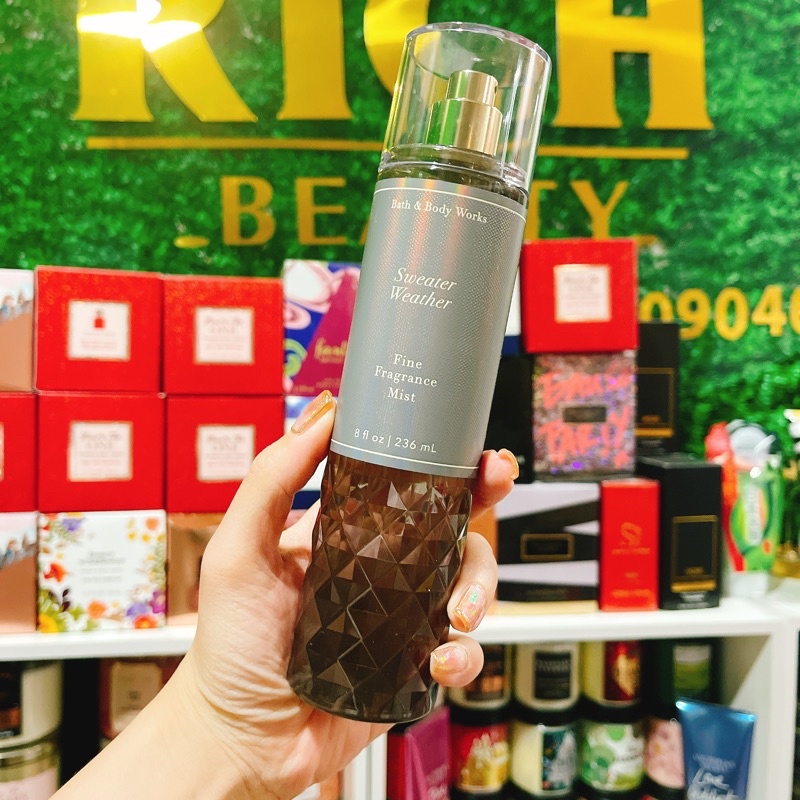 RICH
BEAUTY
09046
Bath & Body Works
Sweater
Weather
Fine
Fragrance
Mist
8 fl oz | 236 mL